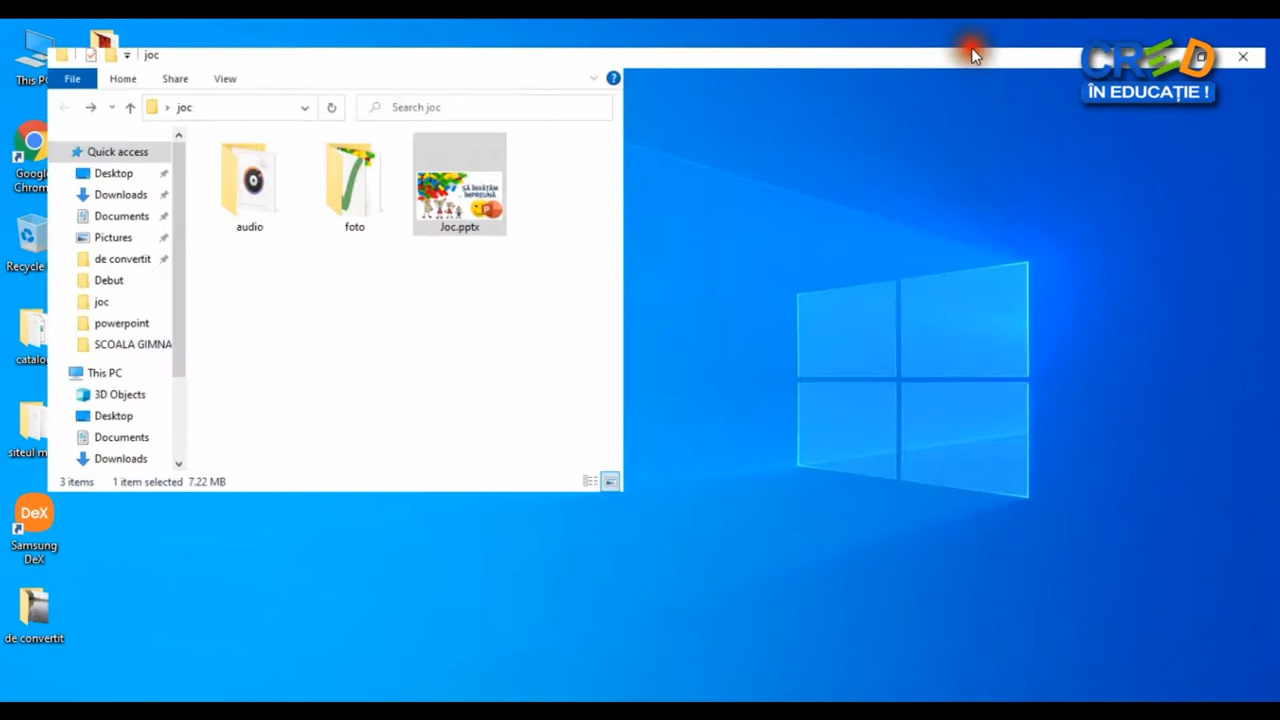 This PC
joc
CRED
ÎN EDUCAȚIE !
File
Home
Share
View
joc
Search joc
Google
Chrom
Quick access
Desktop
Downloads
Documents
Pictures
de convertit
Debut
joc
powerpoint
SCOALA GIMNA
This PC
3D Objects
Desktop
Documents
Downloads
audio
foto
SĂ ÎNVĂȚĂM
ÎMPREUNĂ
Joc.pptx
Recycle
catalo
siteul m
3 items
1 item selected 7.22 MB
DeX
Samsung
DeX
de convertit